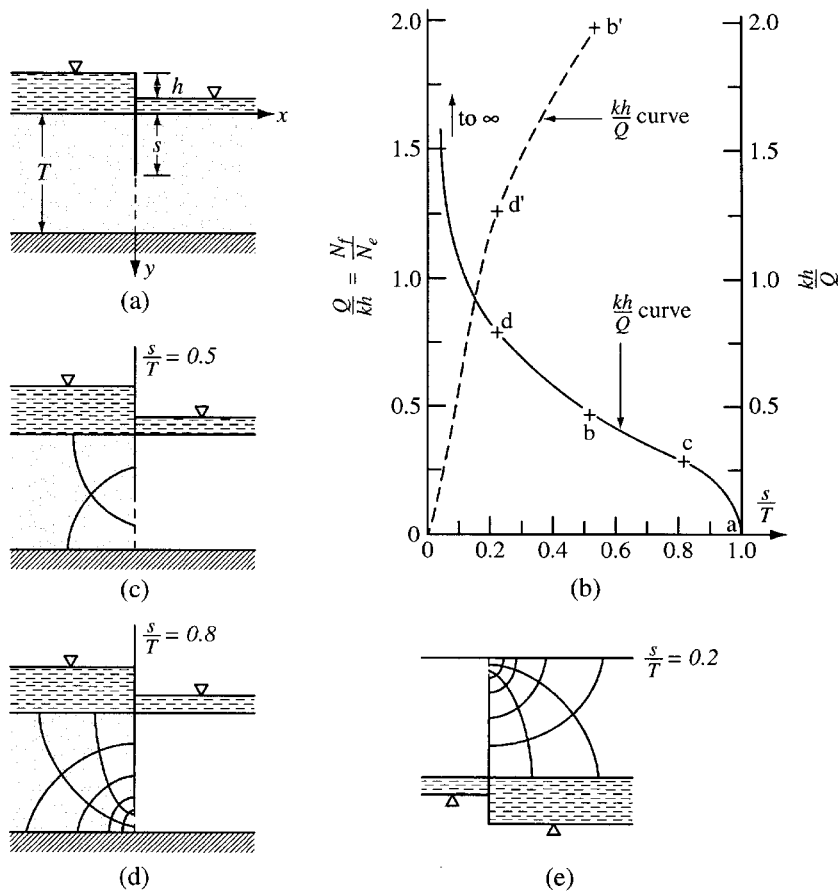 h
x
s
T
y
(a)
2.0
1.5
1.0
0.5
0
Q/kh = N_f/N_e
b'
to ∞
kh/Q curve
d'
d
kh/Q curve
b
c
a
2.0
1.5
1.0
0.5
kh/Q
s/T
0 0.2 0.4 0.6 0.8 1.0
(b)
s/T = 0.5
(c)
s/T = 0.8
(d)
s/T = 0.2
(e)